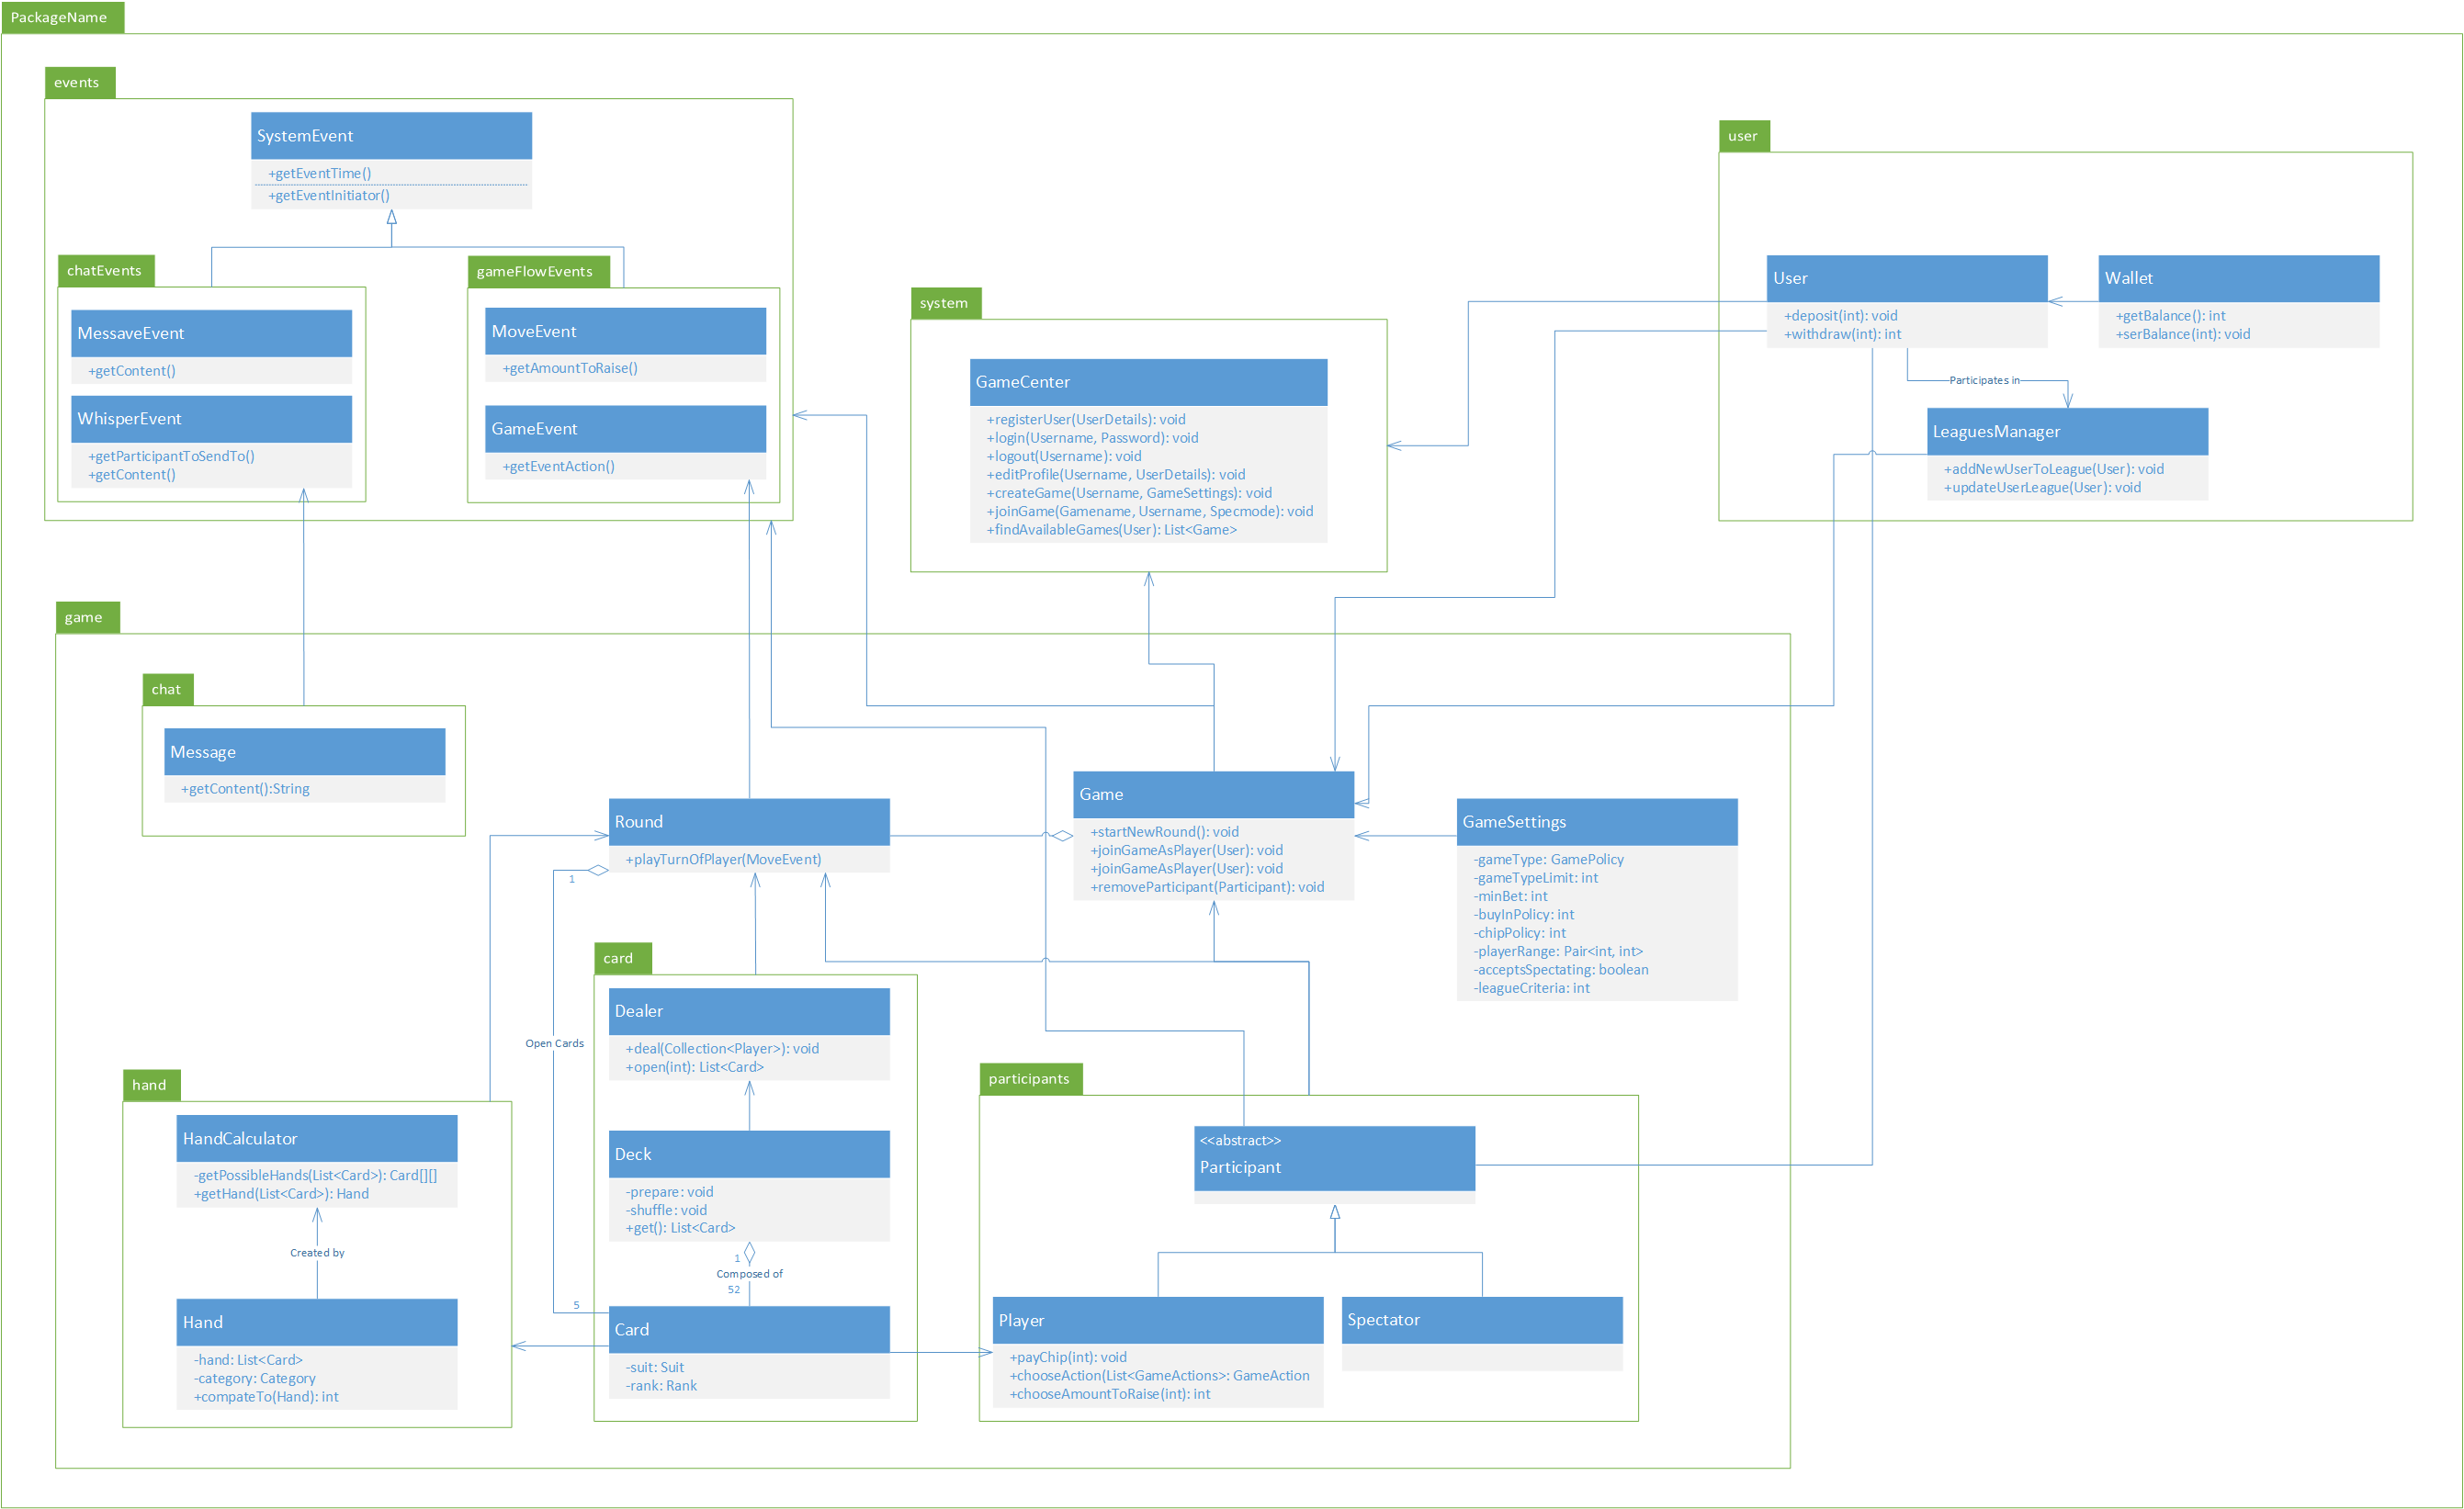 PackageName
events
SystemEvent
+getEventTime()
+getEventInitiator()
chatEvents
MessaveEvent
+getContent()
WhisperEvent
+getParticipantToSendTo()
+getContent()
gameFlowEvents
MoveEvent
+getAmountToRaise()
GameEvent
+getEventAction()
system
GameCenter
+registerUser(UserDetails): void
+login(Username, Password): void
+logout(Username): void
+editProfile(Username, UserDetails): void
+createGame(Username, GameSettings): void
+joinGame(Gamename, Username, Specmode): void
+findAvailableGames(User): List<Game>
user
User
+deposit(int): void
+withdraw(int): int
Wallet
+getBalance(): int
+serBalance(int): void
Participates in
LeaguesManager
+addNewUserToLeague(User): void
+updateUserLeague(User): void
game
chat
Message
+getContent():String
Round
+playTurnOfPlayer(MoveEvent)
1
Game
+startNewRound(): void
+joinGameAsPlayer(User): void
+joinGameAsPlayer(User): void
+removeParticipant(Participant): void
GameSettings
-gameType: GamePolicy
-gameTypeLimit: int
-minBet: int
-buyInPolicy: int
-chipPolicy: int
-playerRange: Pair<int, int>
-acceptsSpectating: boolean
-leagueCriteria: int
Open Cards
5
card
Dealer
+deal(Collection<Player>): void
+open(int): List<Card>
Deck
-prepare: void
-shuffle: void
+get(): List<Card>
1
Composed of
52
Card
-suit: Suit
-rank: Rank
hand
HandCalculator
-getPossibleHands(List<Card>): Card[][]
+getHand(List<Card>): Hand
Created by
Hand
-hand: List<Card>
-category: Category
+compateTo(Hand): int
participants
<<abstract>>
Participant
Player
+payChip(int): void
+chooseAction(List<GameActions>: GameAction
+chooseAmountToRaise(int): int
Spectator